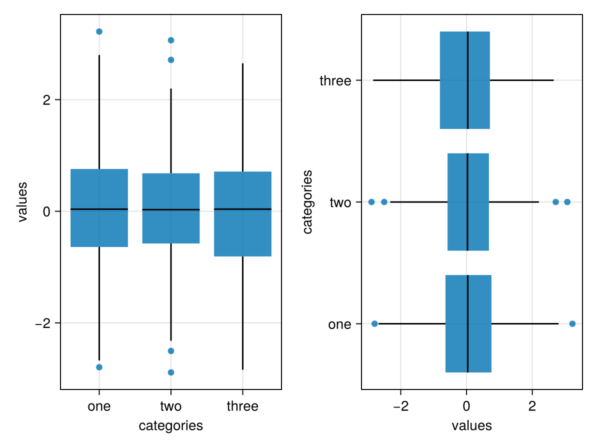 values
2
0
−2
one two three
categories
categories
three
two
one
−2 0 2
values